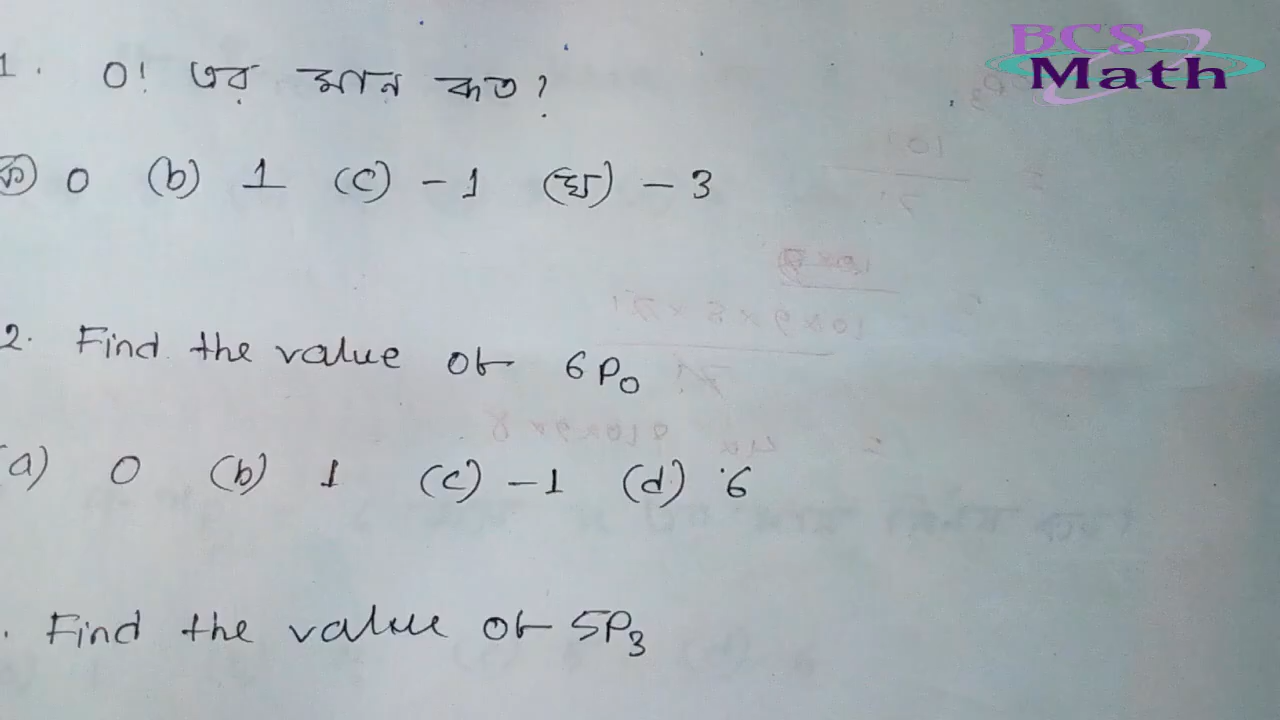 BCS
Math
1. 0! এর মান কত?
(ক) 0 (b) 1 (c) -1 (ঘ) -3
2. Find the value of 6P₀
(a) 0 (b) 1 (c) -1 (d) 6
. Find the value of 5P₃